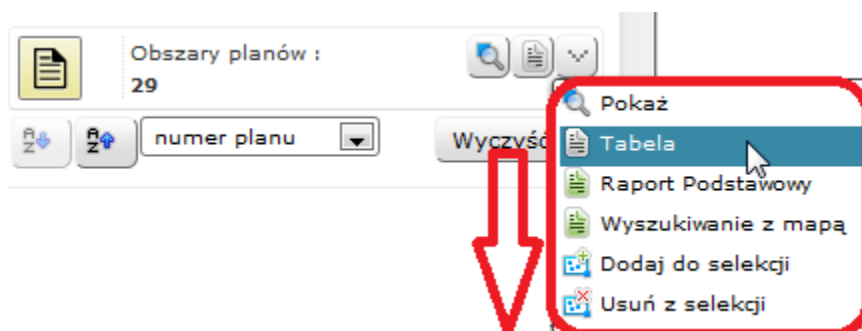 Obszary planów :
29
numer planu
Wyczyść
Pokaż
Tabela
Raport Podstawowy
Wyszukiwanie z mapą
Dodaj do selekcji
Usuń z selekcji